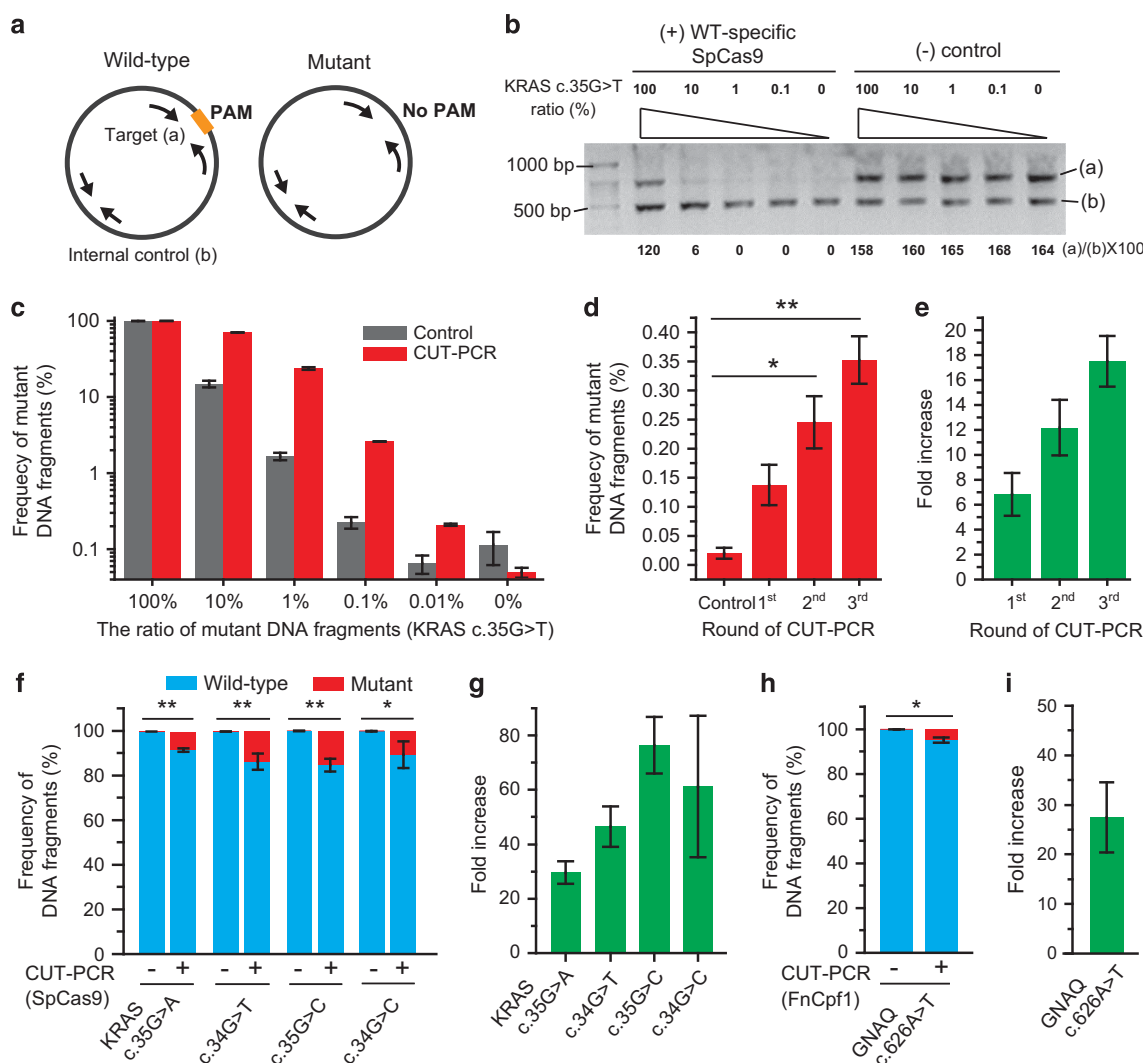 a
Wild-type
Mutant
PAM
No PAM
Target (a)
Internal control (b)
b
(+) WT-specific
SpCas9
(-) control
KRAS c.35G>T
ratio (%)
100 10 1 0.1 0 100 10 1 0.1 0
1000 bp
500 bp
(a)
(b)
120 6 0 0 0 158 160 165 168 164 (a)/(b)X100
c
Frequency of mutant
DNA fragments (%)
100
10
1
0.1
Control
CUT-PCR
100% 10% 1% 0.1% 0.01% 0%
The ratio of mutant DNA fragments (KRAS c.35G>T)
d
Frequecy of mutant
DNA fragments (%)
0.40
0.35
0.30
0.25
0.20
0.15
0.10
0.05
0.00
**
*
Control 1st 2nd 3rd
Round of CUT-PCR
e
Fold increase
20
18
16
14
12
10
8
6
4
2
0
1st 2nd 3rd
Round of CUT-PCR
f
Wild-type Mutant
** ** ** *
Frequency of
DNA fragments (%)
100
80
60
40
20
0
CUT-PCR
(SpCas9)
- + - + - + - +
KRAS
c.35G>A
c.34G>T
c.35G>C
c.34G>C
g
Fold increase
80
60
40
20
0
KRAS
c.35G>A
c.34G>T
c.35G>C
c.34G>C
h
*
Frequency of
DNA fragments (%)
100
80
60
40
20
0
CUT-PCR
(FnCpf1)
- +
GNAQ
c.626A>T
i
Fold increase
50
40
30
20
10
0
GNAQ
c.626A>T